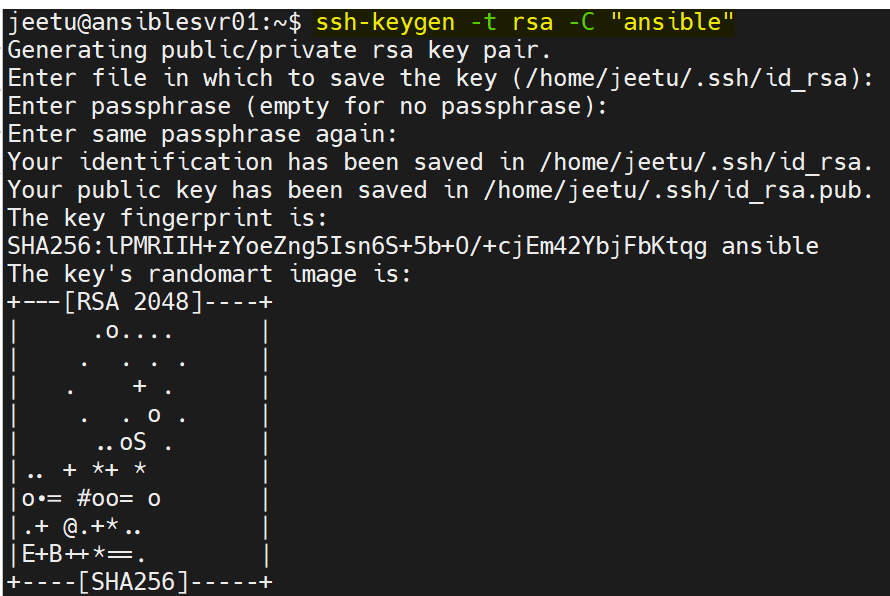 jeetu@ansiblesvr01:~$ ssh-keygen -t rsa -C "ansible"
Generating public/private rsa key pair.
Enter file in which to save the key (/home/jeetu/.ssh/id_rsa):
Enter passphrase (empty for no passphrase):
Enter same passphrase again:
Your identification has been saved in /home/jeetu/.ssh/id_rsa.
Your public key has been saved in /home/jeetu/.ssh/id_rsa.pub.
The key fingerprint is:
SHA256:lPMRIIH+zYoeZng5Isn6S+5b+O/+cjEm42YbjFbKtqg ansible
The key's randomart image is:
+---[RSA 2048]----+
|     .o....      |
|    .  . . .     |
|   .    + .      |
|    .  . o .     |
|     ..oS .      |
|.. + *+ *        |
|o•= #oo= o       |
|.+ @.+*..        |
|E+B++*==.        |
+----[SHA256]-----+